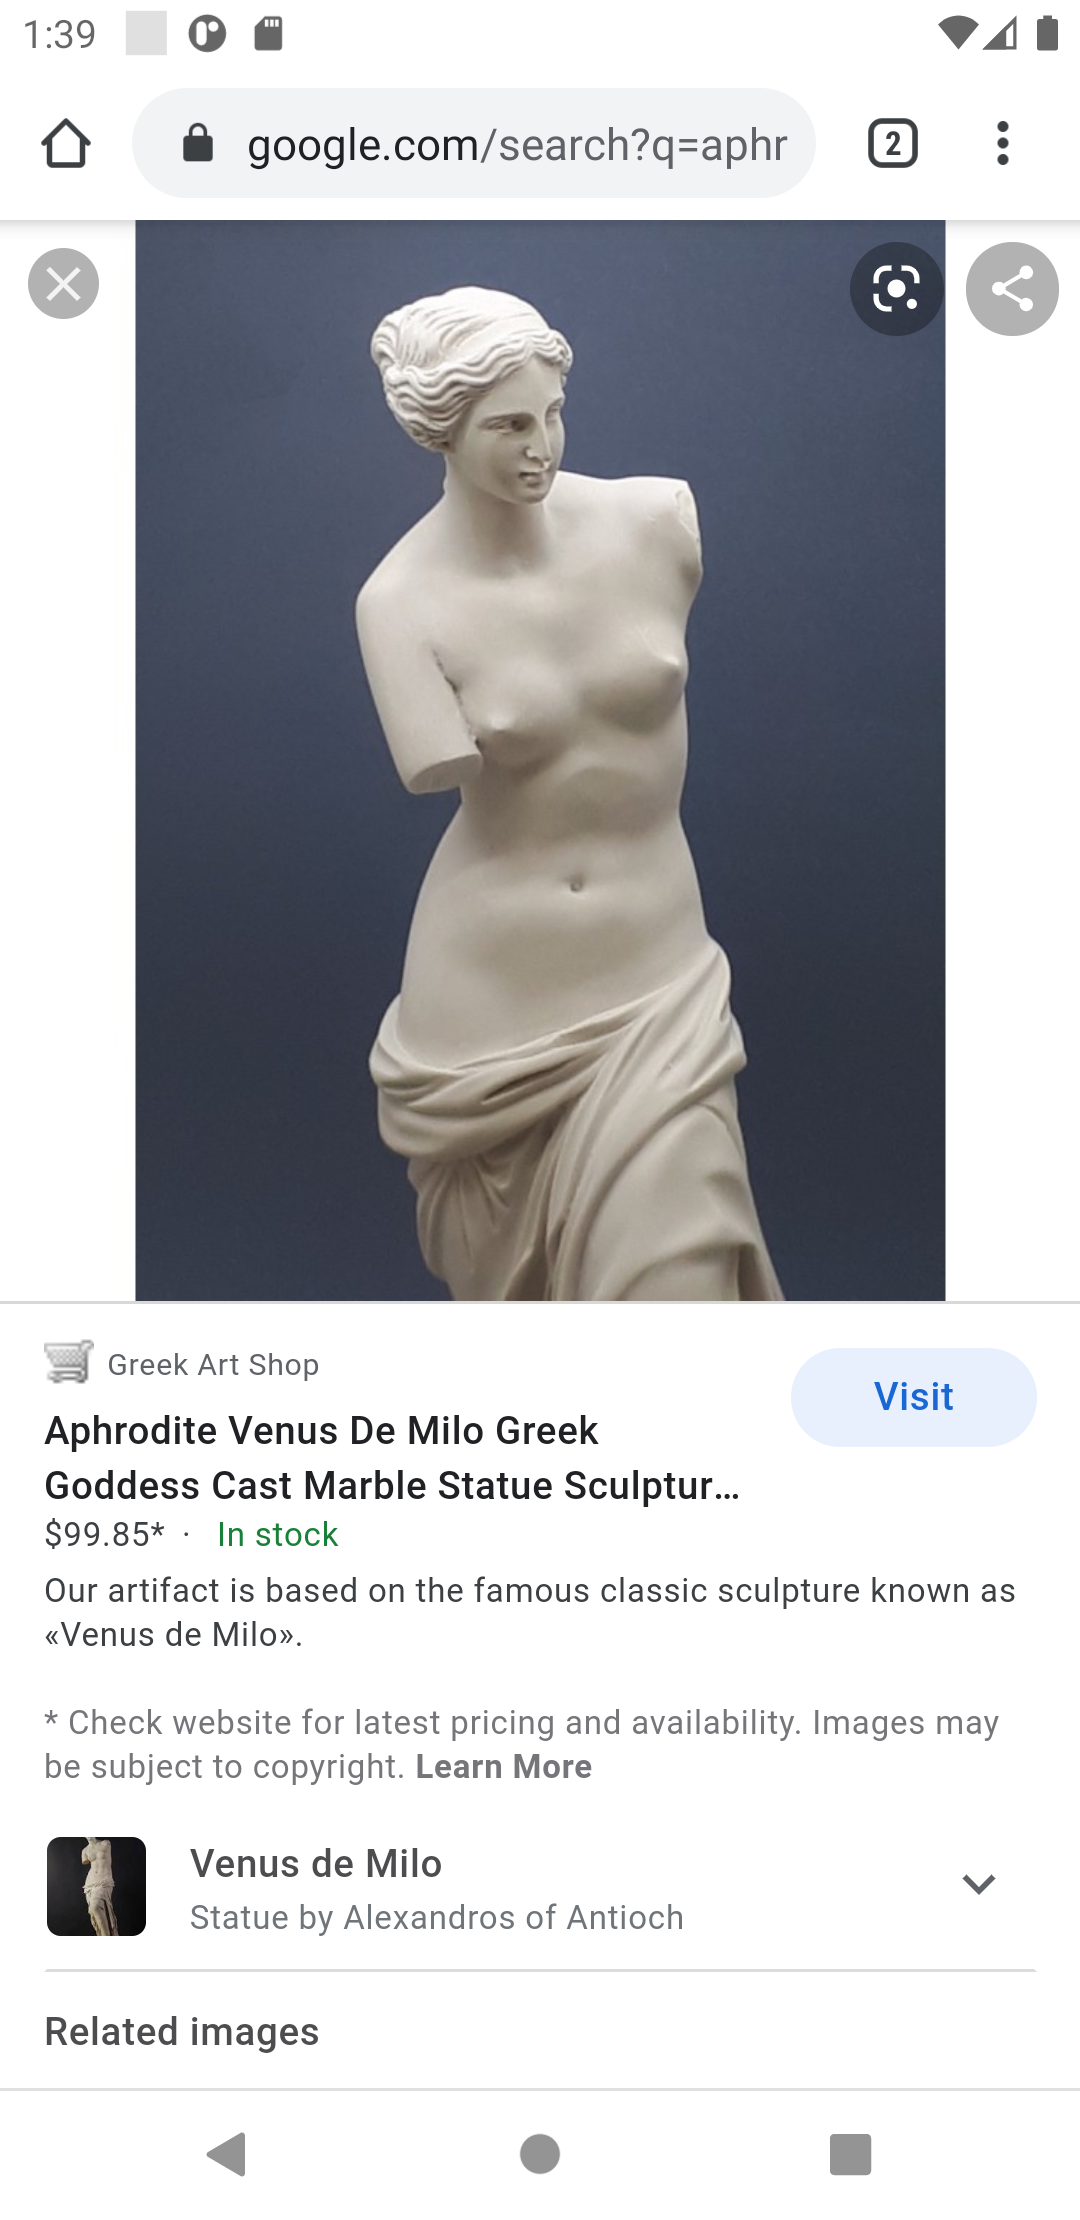 1:39
google.com/search?q=aphr
2
Greek Art Shop
Visit
Aphrodite Venus De Milo Greek
Goddess Cast Marble Statue Sculptur...
$99.85* · In stock
Our artifact is based on the famous classic sculpture known as
«Venus de Milo».
* Check website for latest pricing and availability. Images may
be subject to copyright. Learn More
Venus de Milo
Statue by Alexandros of Antioch
Related images